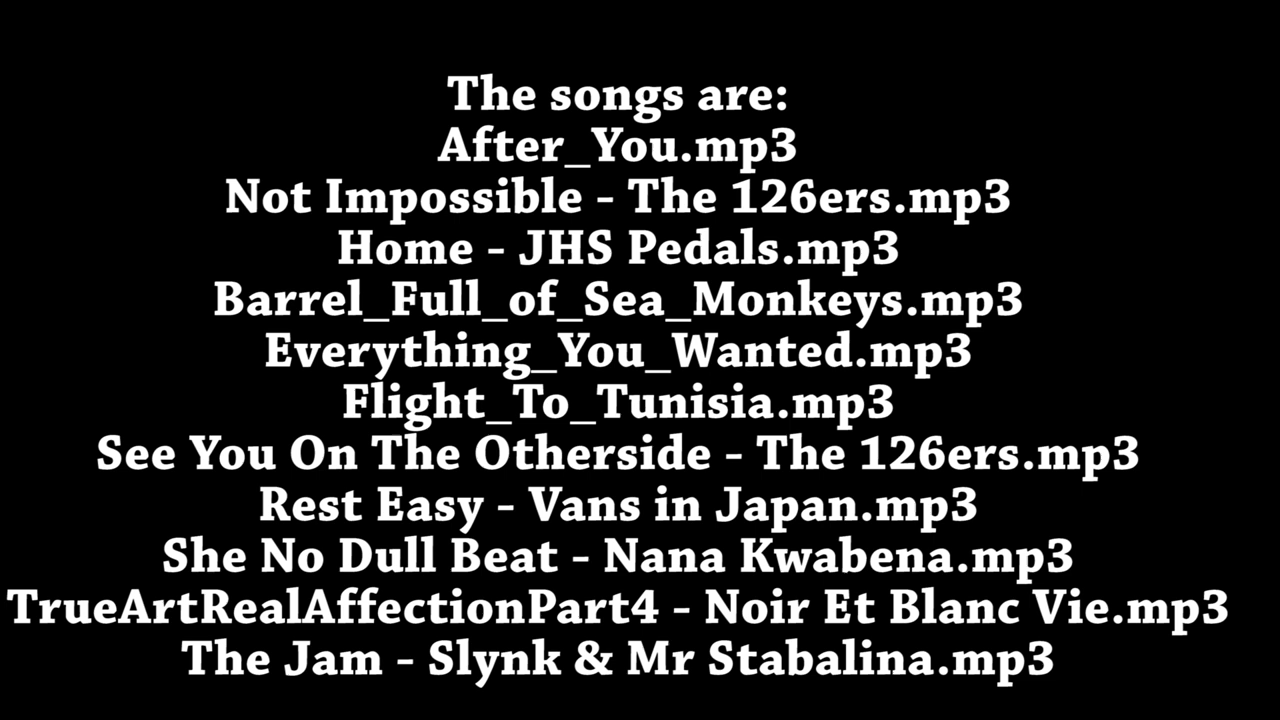 The songs are:
After_You.mp3
Not Impossible - The 126ers.mp3
Home - JHS Pedals.mp3
Barrel_Full_of_Sea_Monkeys.mp3
Everything_You_Wanted.mp3
Flight_To_Tunisia.mp3
See You On The Otherside - The 126ers.mp3
Rest Easy - Vans in Japan.mp3
She No Dull Beat - Nana Kwabena.mp3
TrueArtRealAffectionPart4 - Noir Et Blanc Vie.mp3
The Jam - Slynk & Mr Stabalina.mp3